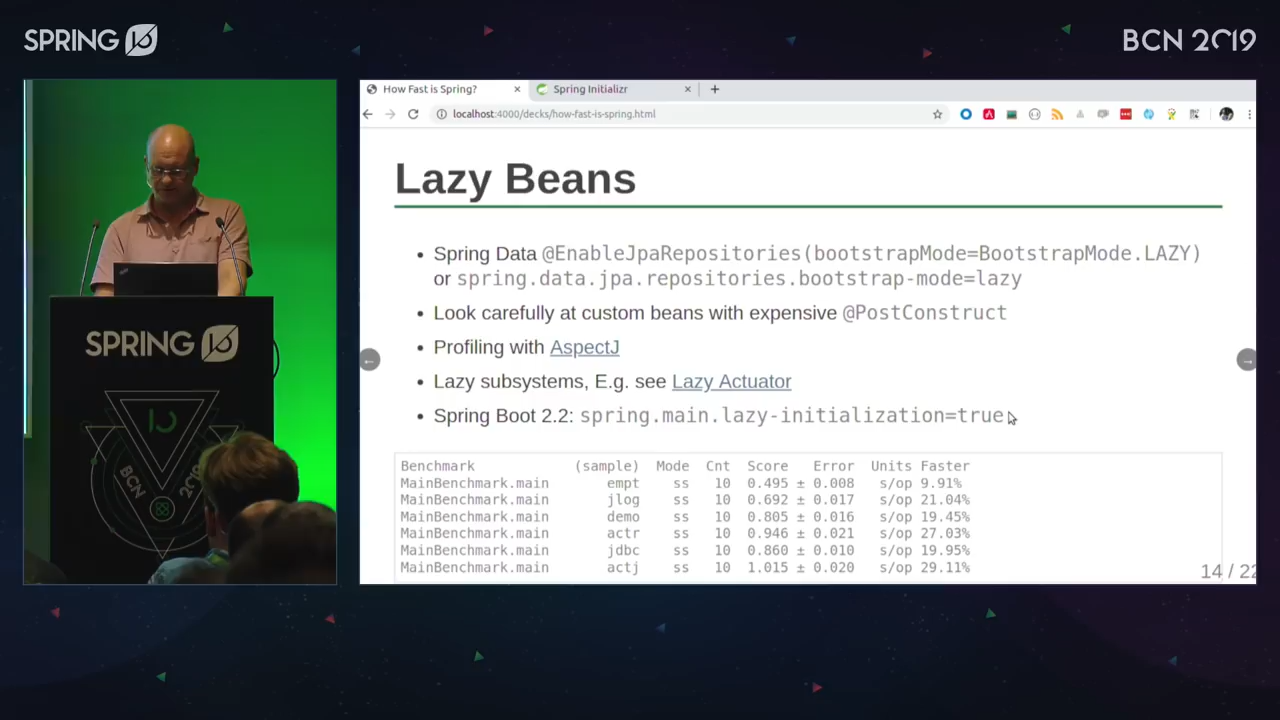 SPRING IO
BCN 2019
How Fast is Spring?
Spring Initializr
localhost:4000/decks/how-fast-is-spring.html
Lazy Beans
• Spring Data @EnableJpaRepositories(bootstrapMode=BootstrapMode.LAZY)
or spring.data.jpa.repositories.bootstrap-mode=lazy
• Look carefully at custom beans with expensive @PostConstruct
• Profiling with AspectJ
• Lazy subsystems, E.g. see Lazy Actuator
• Spring Boot 2.2: spring.main.lazy-initialization=true
Benchmark (sample) Mode Cnt Score Error Units Faster
MainBenchmark.main empt ss 10 0.495 ± 0.008 s/op 9.91%
MainBenchmark.main jlog ss 10 0.692 ± 0.017 s/op 21.04%
MainBenchmark.main demo ss 10 0.805 ± 0.016 s/op 19.45%
MainBenchmark.main actr ss 10 0.946 ± 0.021 s/op 27.03%
MainBenchmark.main jdbc ss 10 0.860 ± 0.010 s/op 19.95%
MainBenchmark.main actj ss 10 1.015 ± 0.020 s/op 29.11%
14 / 22
SPRING IO
IO
BCN
2019